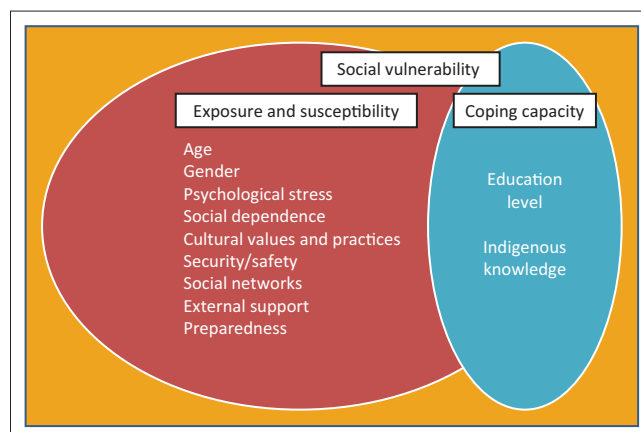 Social vulnerability
Exposure and susceptibility
Coping capacity
Age
Gender
Psychological stress
Social dependence
Cultural values and practices
Security/safety
Social networks
External support
Preparedness
Education
level
Indigenous
knowledge